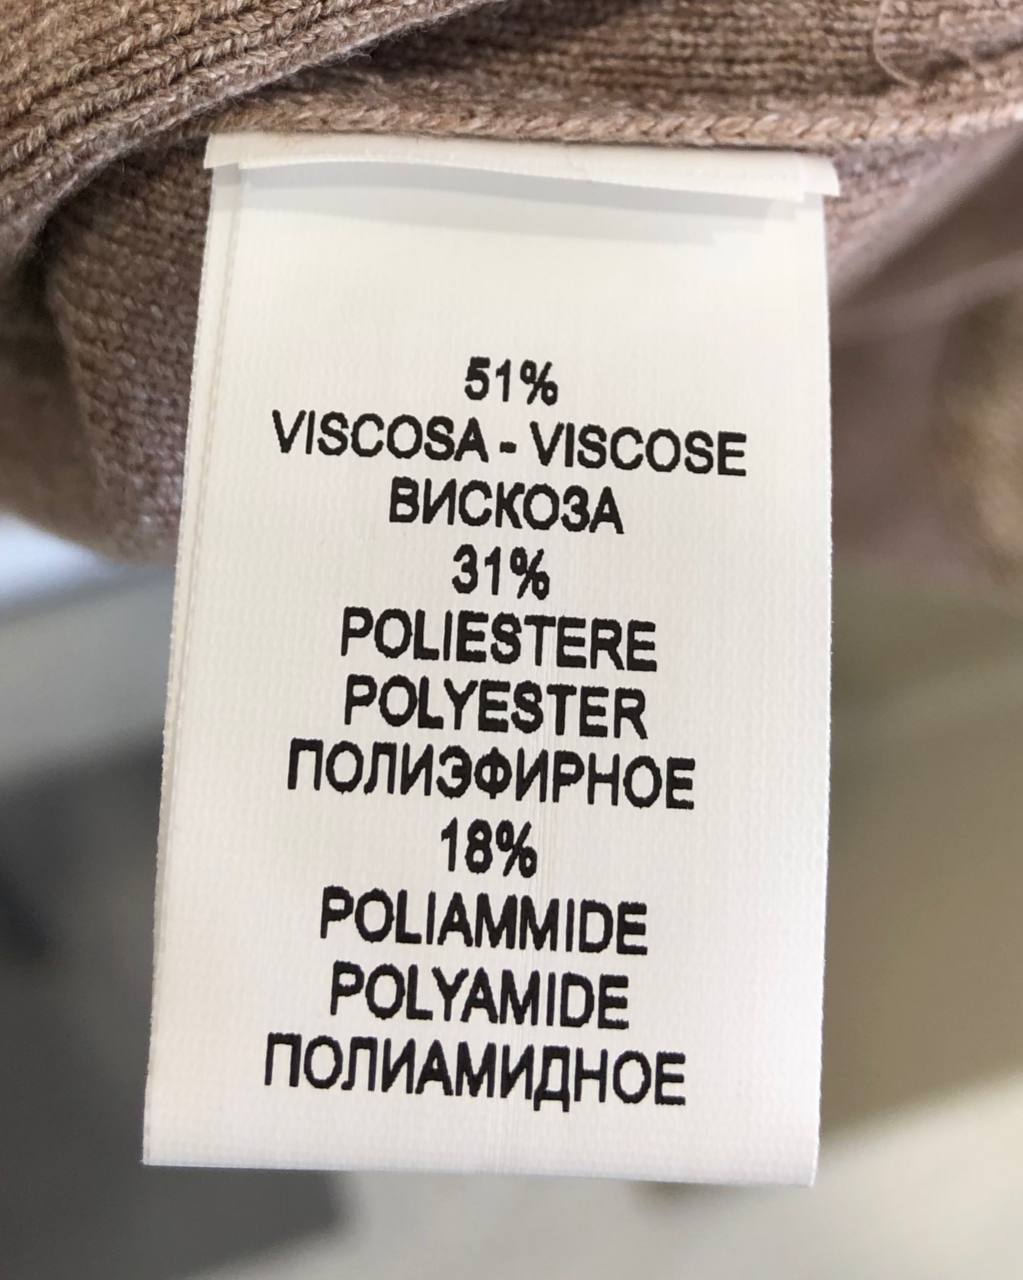 51%
VISCOSA - VISCOSE
ВИСКОЗА
31%
POLIESTERE
POLYESTER
ПОЛИЭФИРНОЕ
18%
POLIAMMIDE
POLYAMIDE
ПОЛИАМИДНОЕ